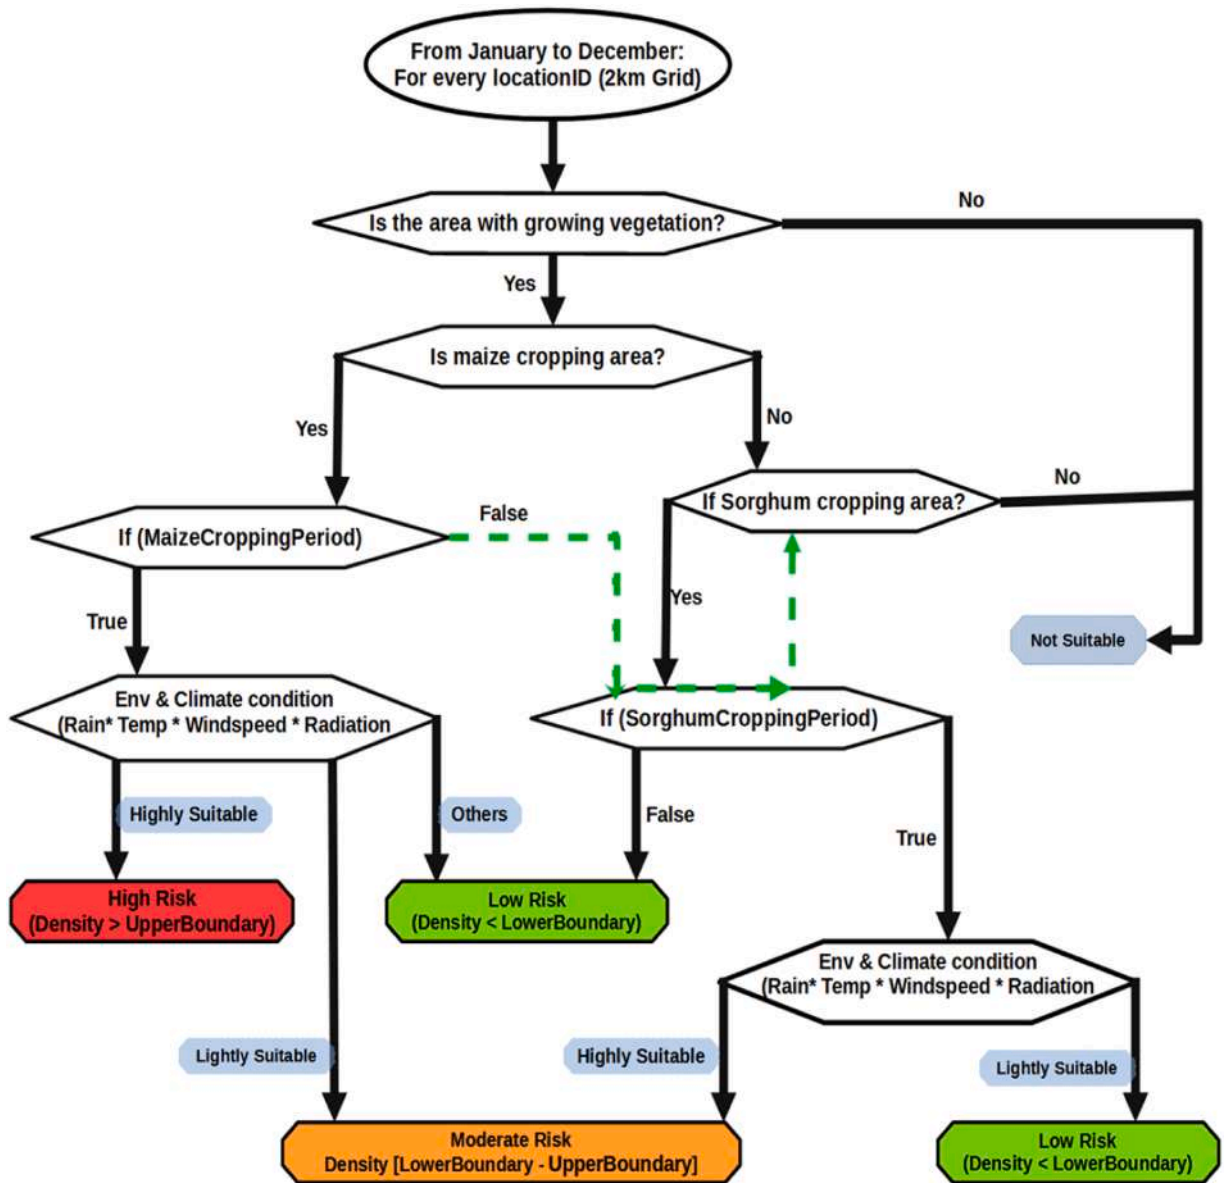 From January to December:
For every locationID (2km Grid)
No
Is the area with growing vegetation?
Yes
Is maize cropping area?
No
Yes
No
If Sorghum cropping area?
False
If (MaizeCroppingPeriod)
Yes
True
Not Suitable
Env & Climate condition
(Rain* Temp * Windspeed * Radiation
If (SorghumCroppingPeriod)
Highly Suitable
Others
False
True
High Risk
(Density > UpperBoundary)
Low Risk
(Density < LowerBoundary)
Env & Climate condition
(Rain* Temp * Windspeed * Radiation
Lightly Suitable
Highly Suitable
Lightly Suitable
Moderate Risk
Density [LowerBoundary - UpperBoundary]
Low Risk
(Density < LowerBoundary)